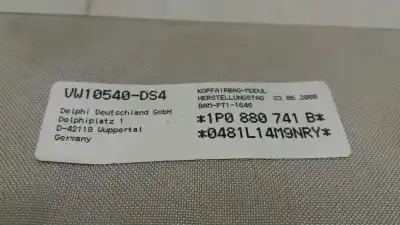 VW10540-DS4
Delphi Deutschland GmbH
Delphiplatz 1
D-42119 Wuppertal
Germany
KOPFAIRBAG-MODUL
HERSTELLUNGSTAG 23 06 2008
BAM-PT1-1646
*1P0 880 741 B*
*0481L14M9NRY*